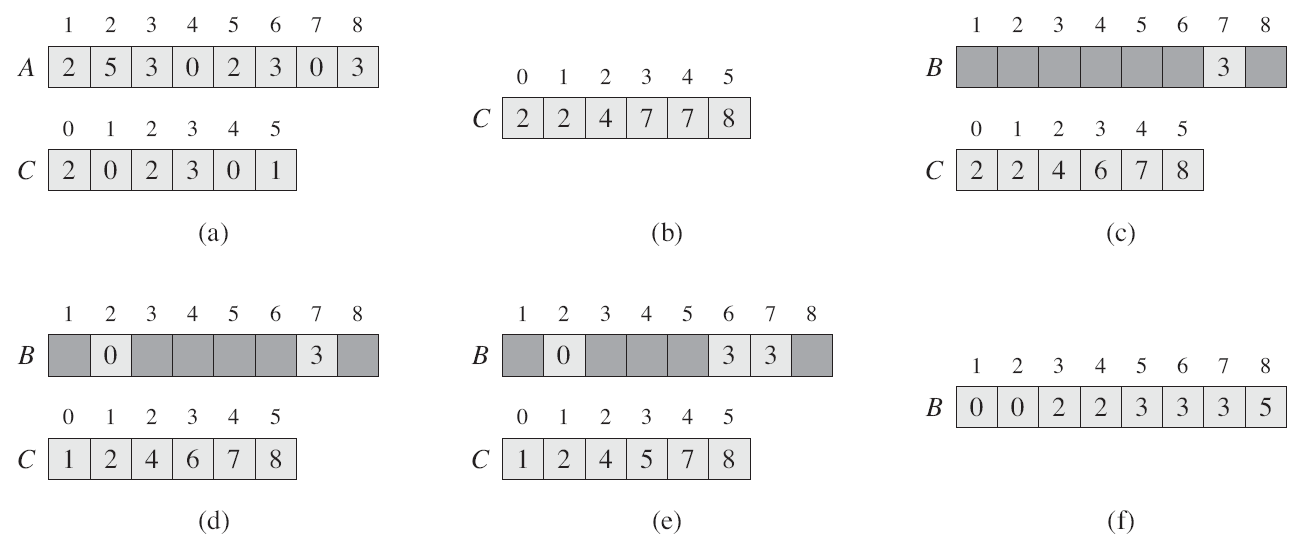 1 2 3 4 5 6 7 8
A 2 5 3 0 2 3 0 3
0 1 2 3 4 5
C 2 0 2 3 0 1
(a)
0 1 2 3 4 5
C 2 2 4 7 7 8
(b)
1 2 3 4 5 6 7 8
B 3
0 1 2 3 4 5
C 2 2 4 6 7 8
(c)
1 2 3 4 5 6 7 8
B 0 3
0 1 2 3 4 5
C 1 2 4 6 7 8
(d)
1 2 3 4 5 6 7 8
B 0 3 3
0 1 2 3 4 5
C 1 2 4 5 7 8
(e)
1 2 3 4 5 6 7 8
B 0 0 2 2 3 3 3 5
(f)